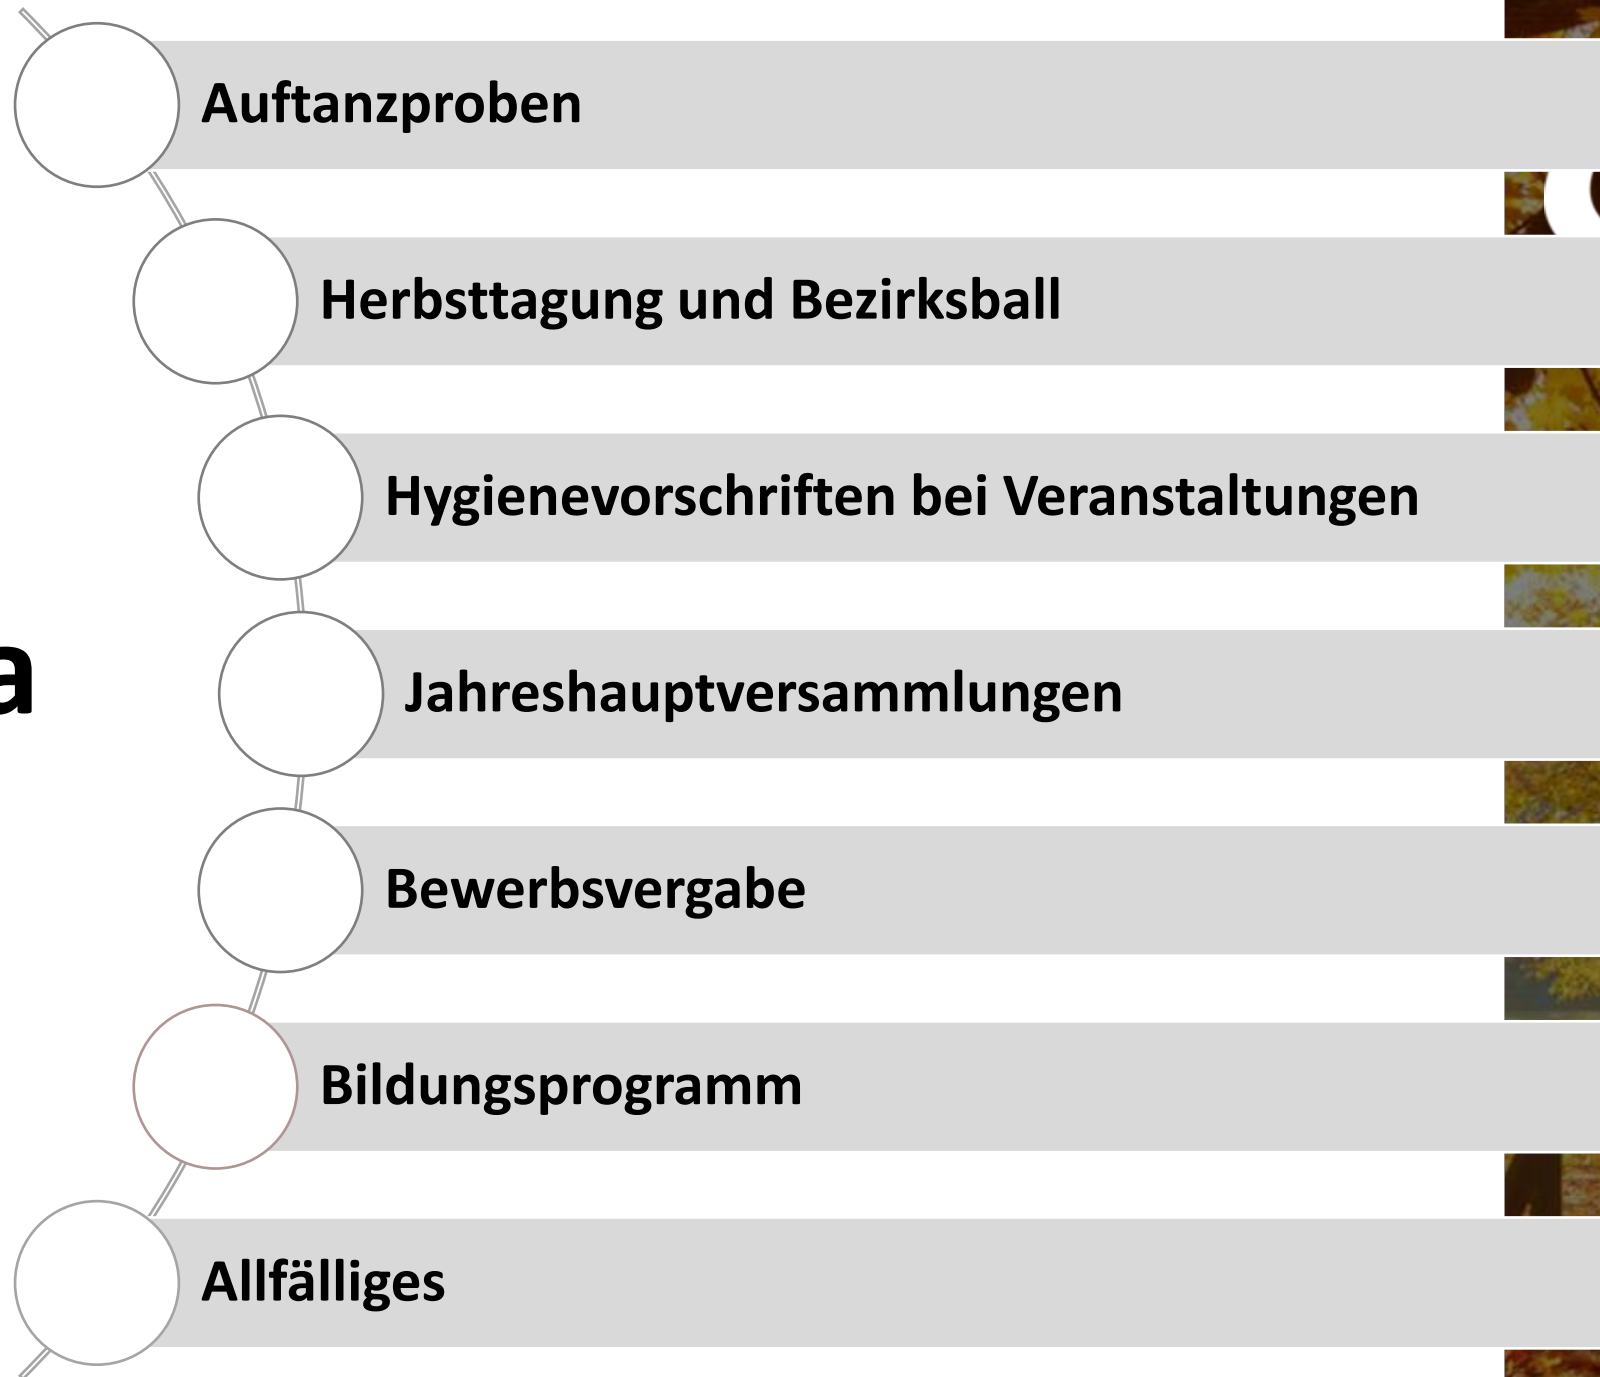 Auftanzproben
Herbsttagung und Bezirksball
Hygienevorschriften bei Veranstaltungen
a
Jahreshauptversammlungen
Bewerbsvergabe
Bildungsprogramm
Allfälliges